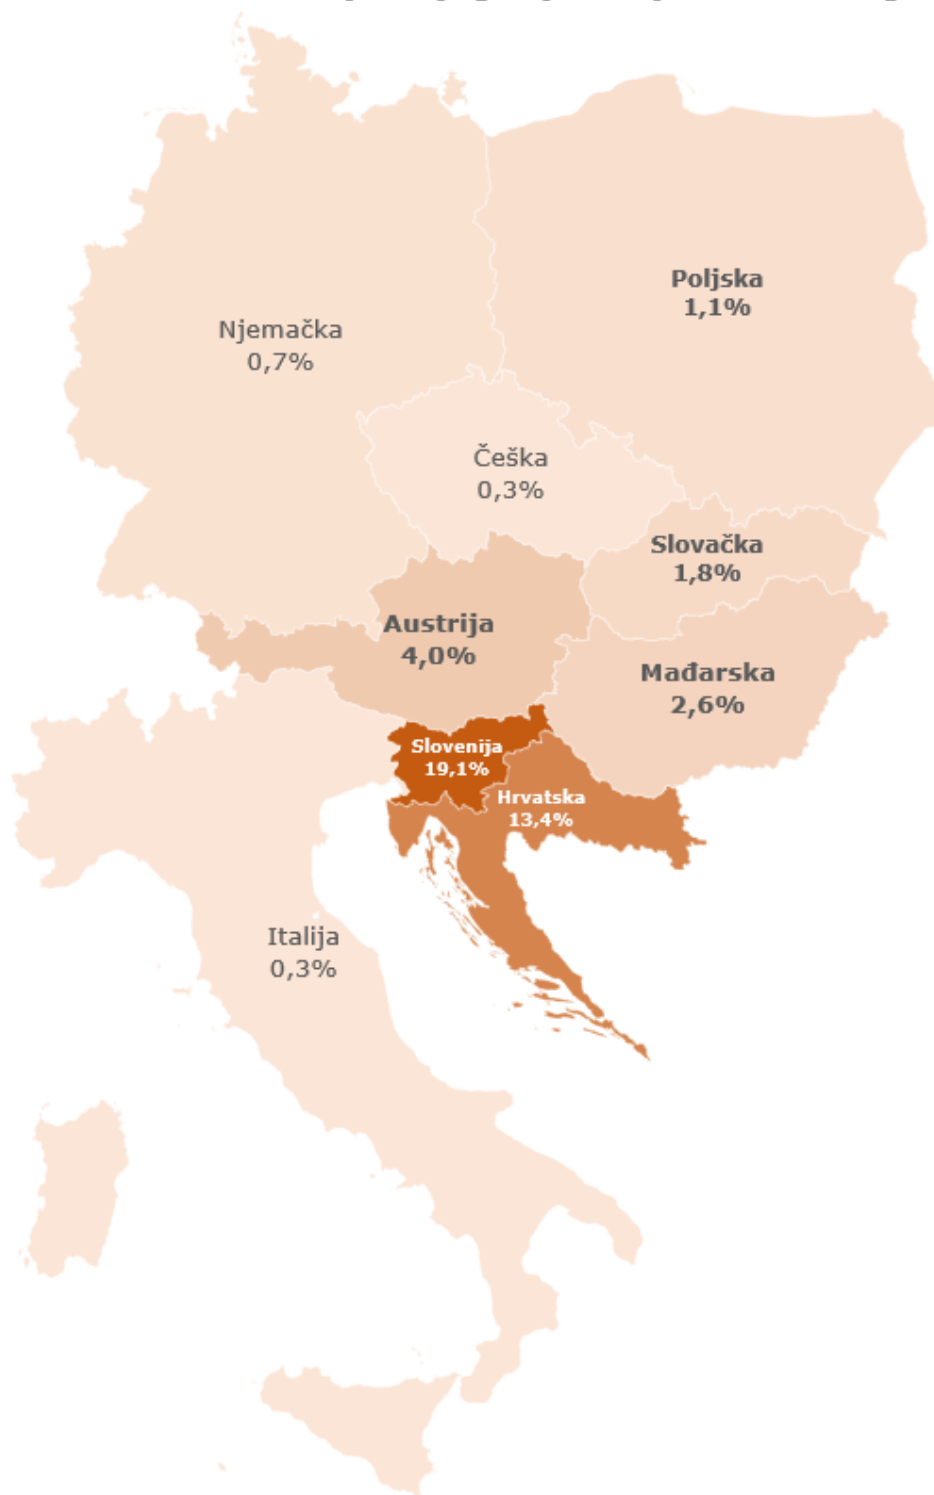 Poljska
1,1%
Njemačka
0,7%
Češka
0,3%
Slovačka
1,8%
Austrija
4,0%
Mađarska
2,6%
Slovenija
19,1%
Hrvatska
13,4%
Italija
0,3%